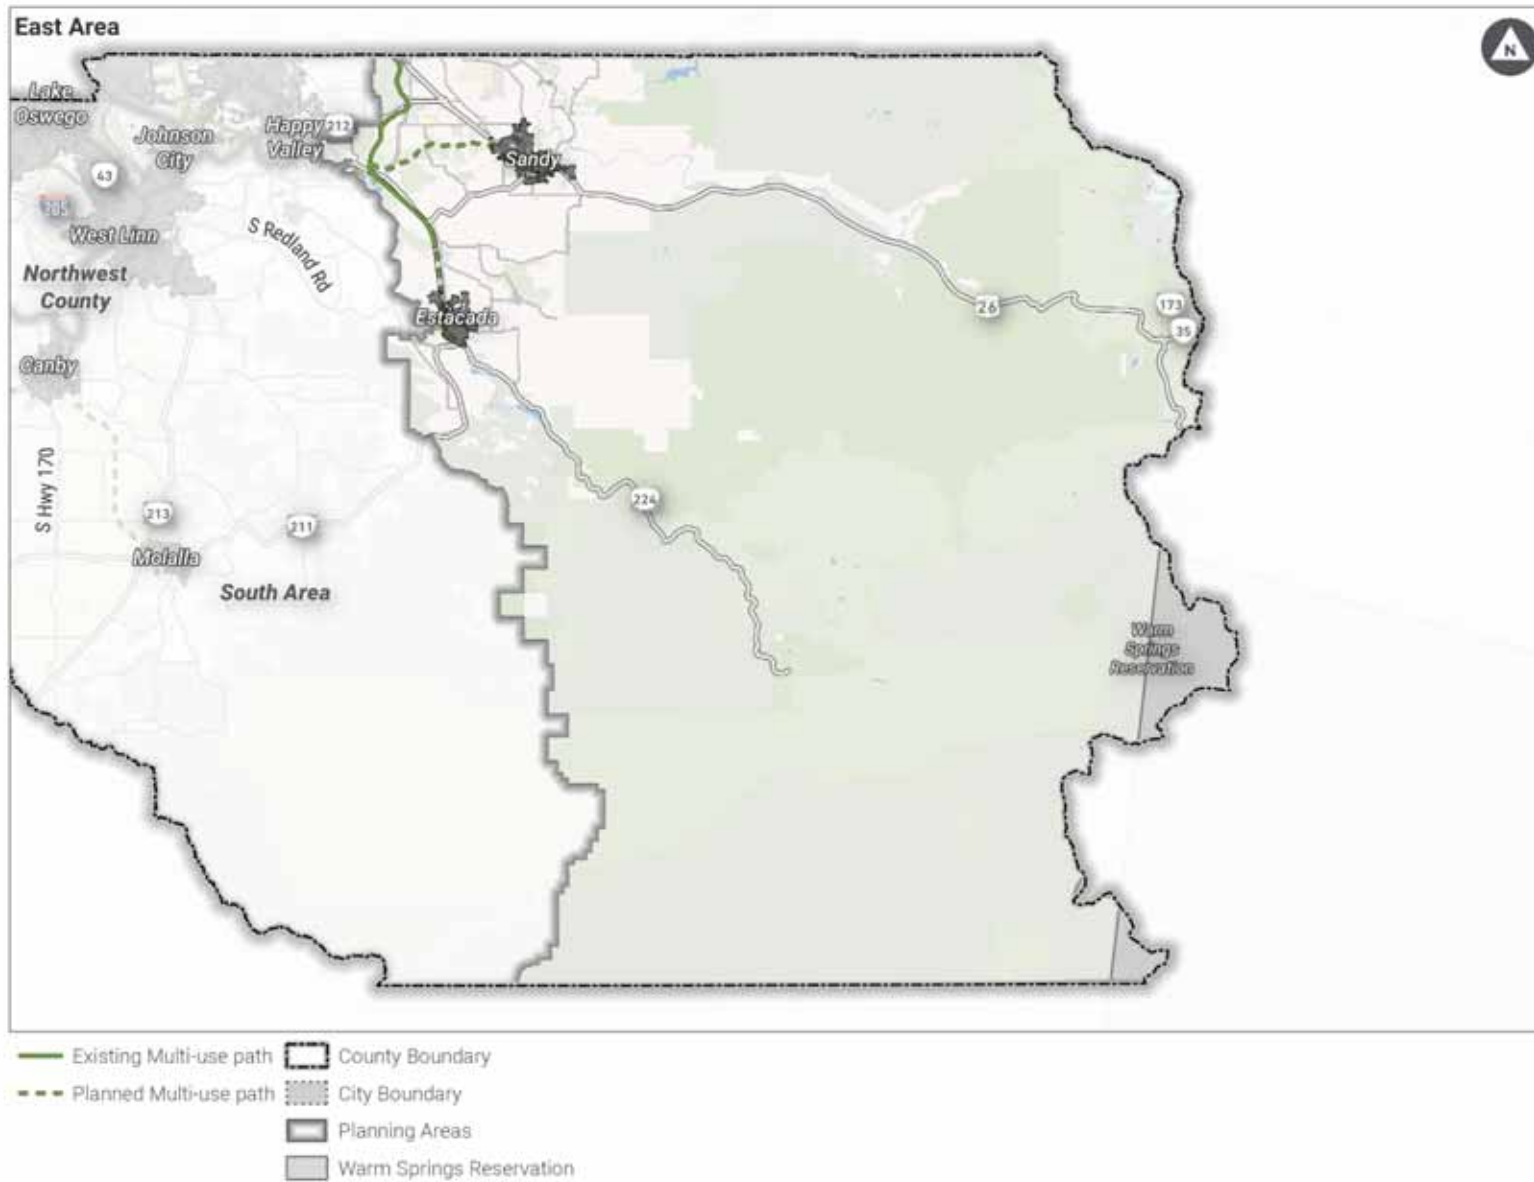 East Area
N
Lake
Oswego
Johnson
City
Happy
Valley
212
Sandy
43
205
West Linn
S Redland Rd
Northwest
County
Estacada
26
173
35
Canby
S Hwy 170
213
211
224
Molalla
South Area
Warm
Springs
Reservation
Existing Multi-use path
County Boundary
Planned Multi-use path
City Boundary
Planning Areas
Warm Springs Reservation